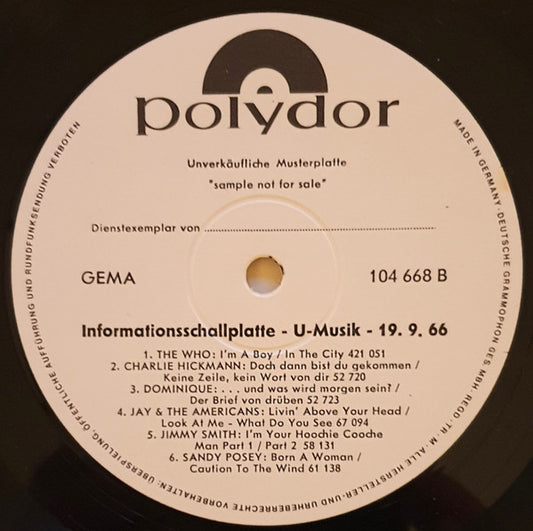 polydor
Unverkäufliche Musterplatte
"sample not for sale"
Dienstexemplar von
GEMA
104 668 B
Informationsschallplatte - U-Musik - 19. 9. 66
1. THE WHO: I'm A Boy / In The City 421 051
2. CHARLIE HICKMANN: Doch dann bist du gekommen /
Keine Zeile, kein Wort von dir 52 720
3. DOMINIQUE: . . . und was wird morgen sein? /
Der Brief von drüben 52 723
4. JAY & THE AMERICANS: Livin' Above Your Head /
Look At Me - What Do You See 67 094
5. JIMMY SMITH: I'm Your Hoochie Cooche
Man Part 1 / Part 2 58 131
6. SANDY POSEY: Born A Woman /
Caution To The Wind 61 138
MADE IN GERMANY · DEUTSCHE GRAMMOPHON GES MBH · REGD · TR · M · ALLE HERSTELLER- UND URHEBERRECHTE VORBEHALTEN: ÜBERSPIELUNG · ÖFFENTLICHE AUFFÜHRUNG UND RUNDFUNKSENDUNG VERBOTEN